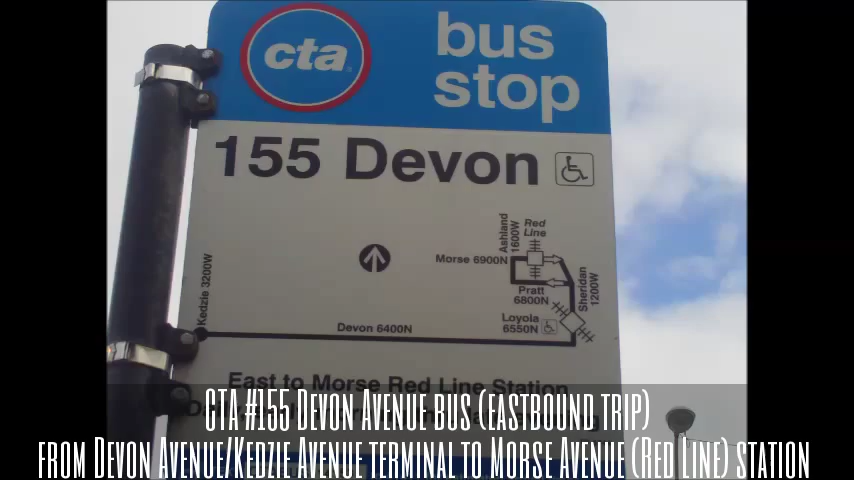 cta
bus
stop
155 Devon
Ashland
1600W
Red
Line
Morse 6900N
Pratt
6800N
Sheridan
1200W
Kedzie 3200W
Loyola
6550N
Devon 6400N
East to Morse Red Line Station
CTA #155 Devon Avenue bus (eastbound trip)
from Devon Avenue/Kedzie Avenue terminal to Morse Avenue (Red Line) station